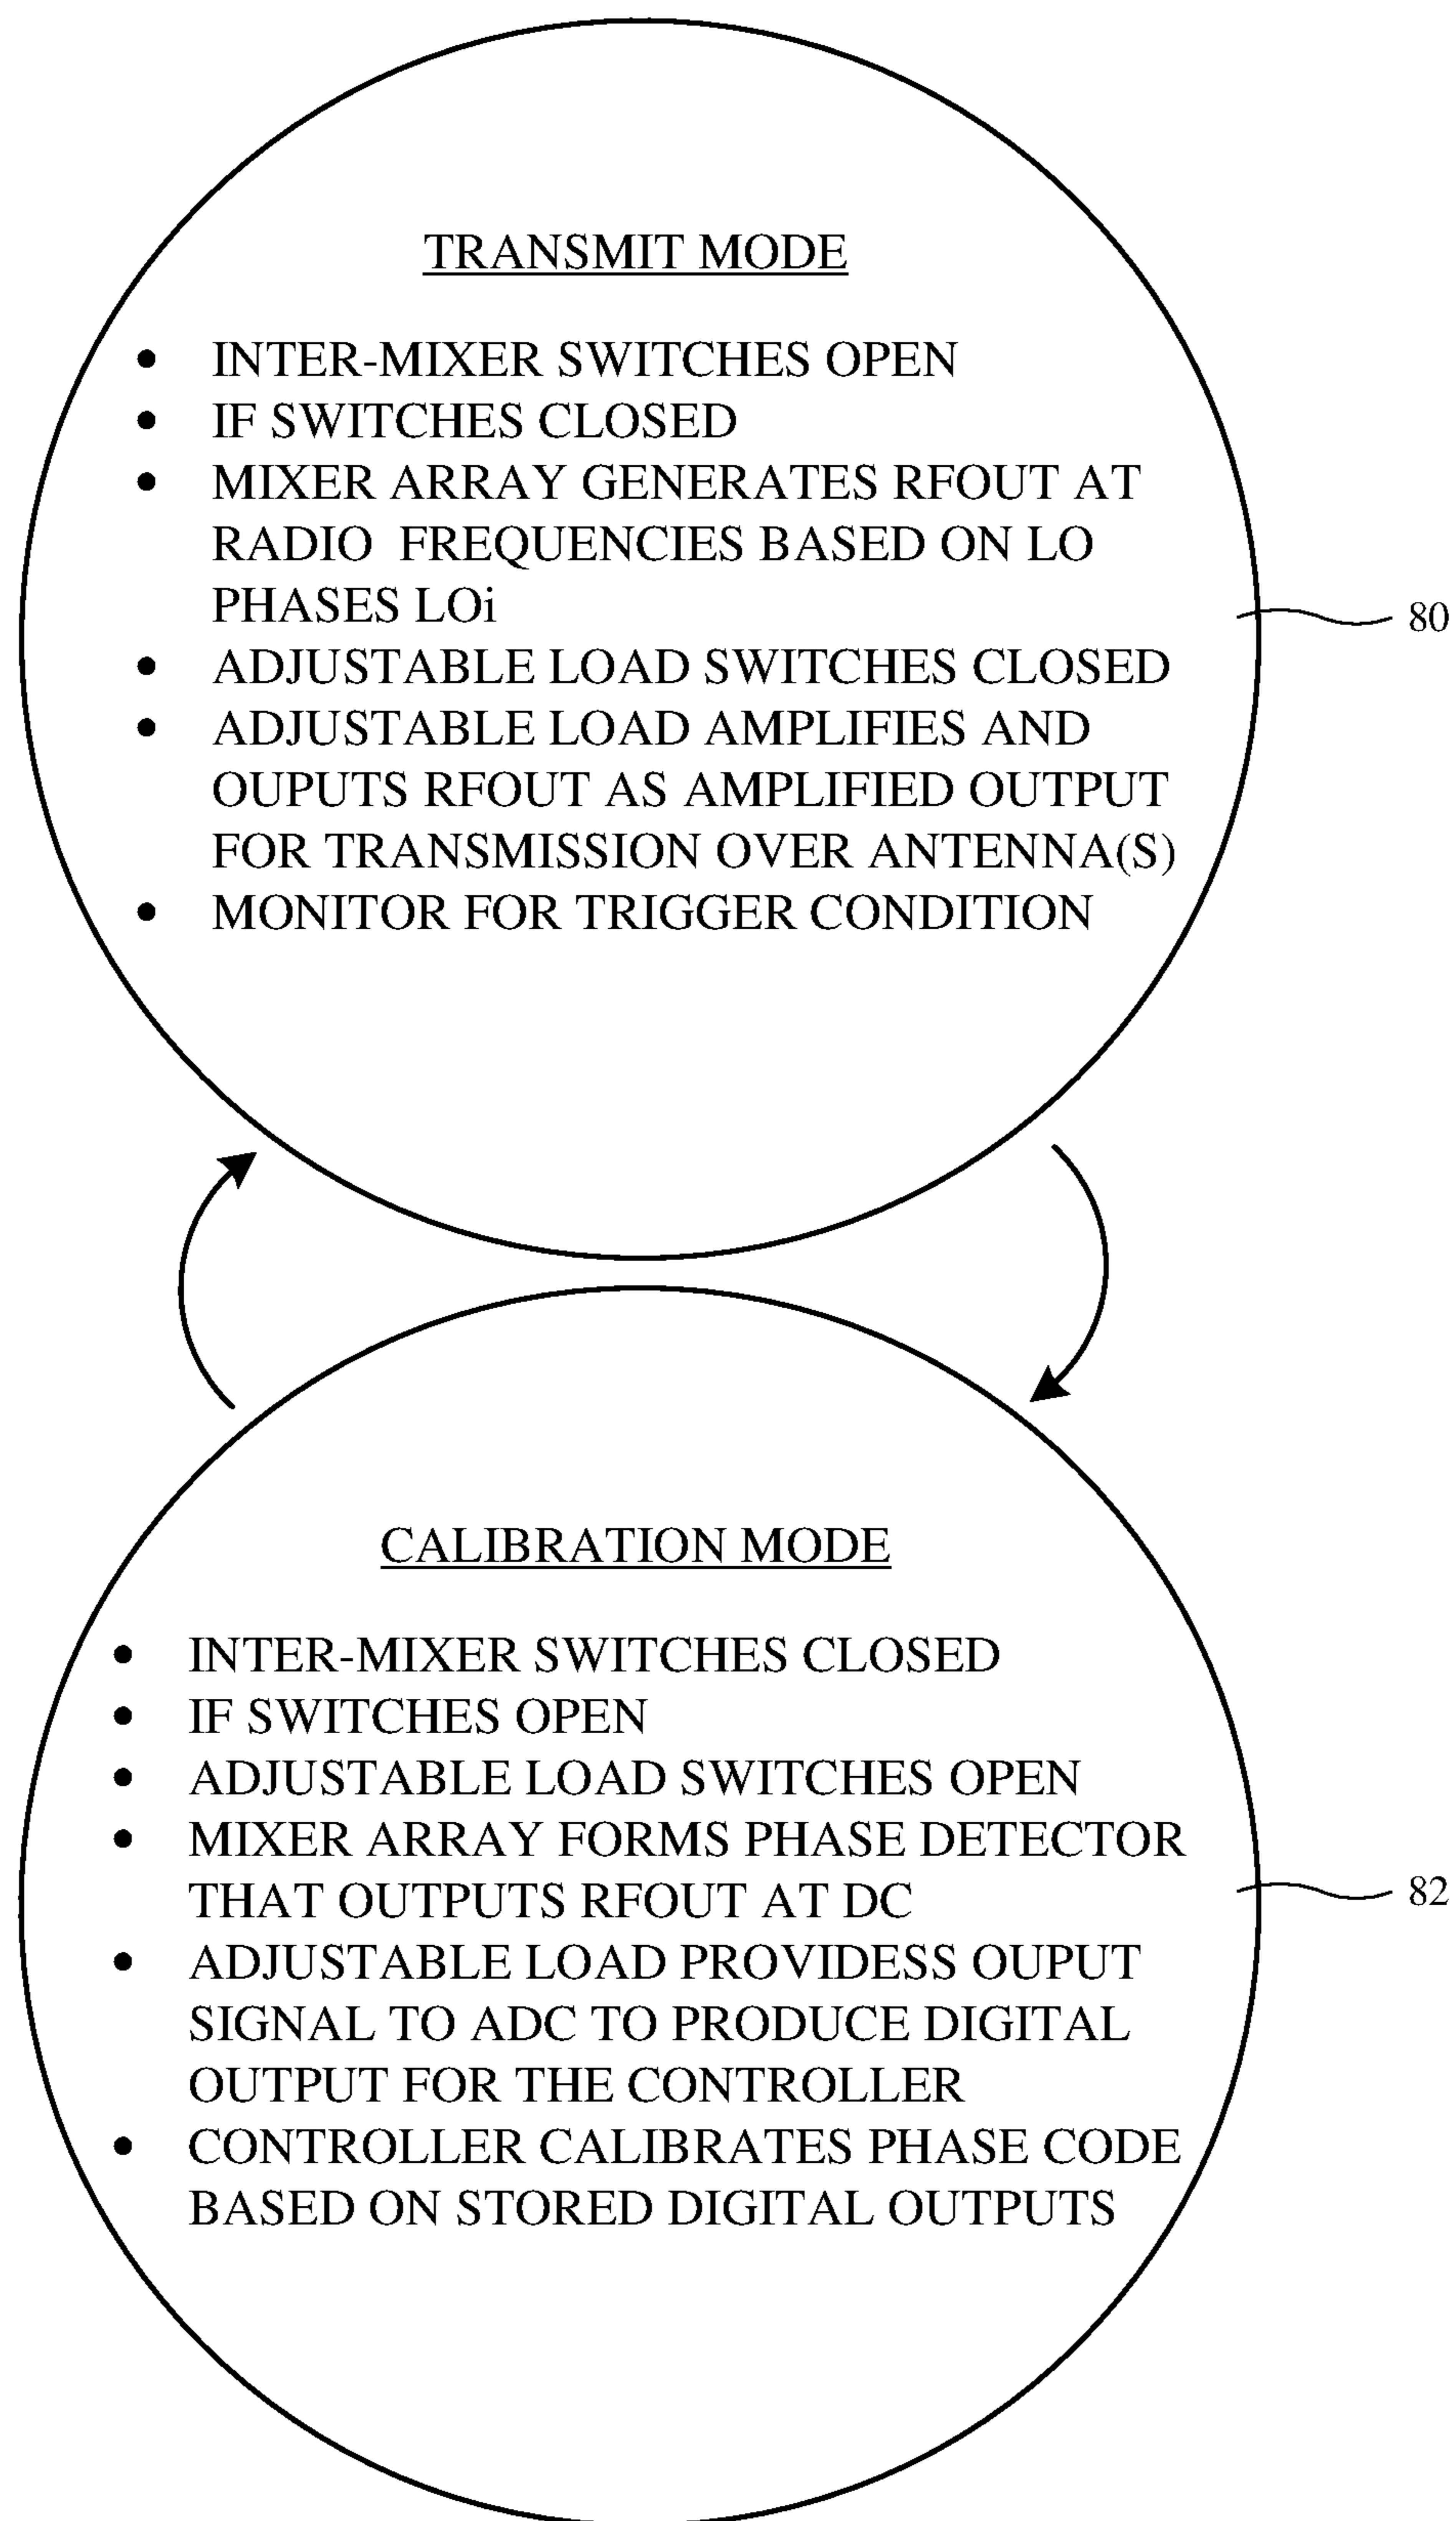 TRANSMIT MODE
• INTER-MIXER SWITCHES OPEN
• IF SWITCHES CLOSED
• MIXER ARRAY GENERATES RFOUT AT
RADIO FREQUENCIES BASED ON LO
PHASES LOi
• ADJUSTABLE LOAD SWITCHES CLOSED
• ADJUSTABLE LOAD AMPLIFIES AND
OUPUTS RFOUT AS AMPLIFIED OUTPUT
FOR TRANSMISSION OVER ANTENNA(S)
• MONITOR FOR TRIGGER CONDITION
80
CALIBRATION MODE
• INTER-MIXER SWITCHES CLOSED
• IF SWITCHES OPEN
• ADJUSTABLE LOAD SWITCHES OPEN
• MIXER ARRAY FORMS PHASE DETECTOR
THAT OUTPUTS RFOUT AT DC
• ADJUSTABLE LOAD PROVIDESS OUPUT
SIGNAL TO ADC TO PRODUCE DIGITAL
OUTPUT FOR THE CONTROLLER
• CONTROLLER CALIBRATES PHASE CODE
BASED ON STORED DIGITAL OUTPUTS
82